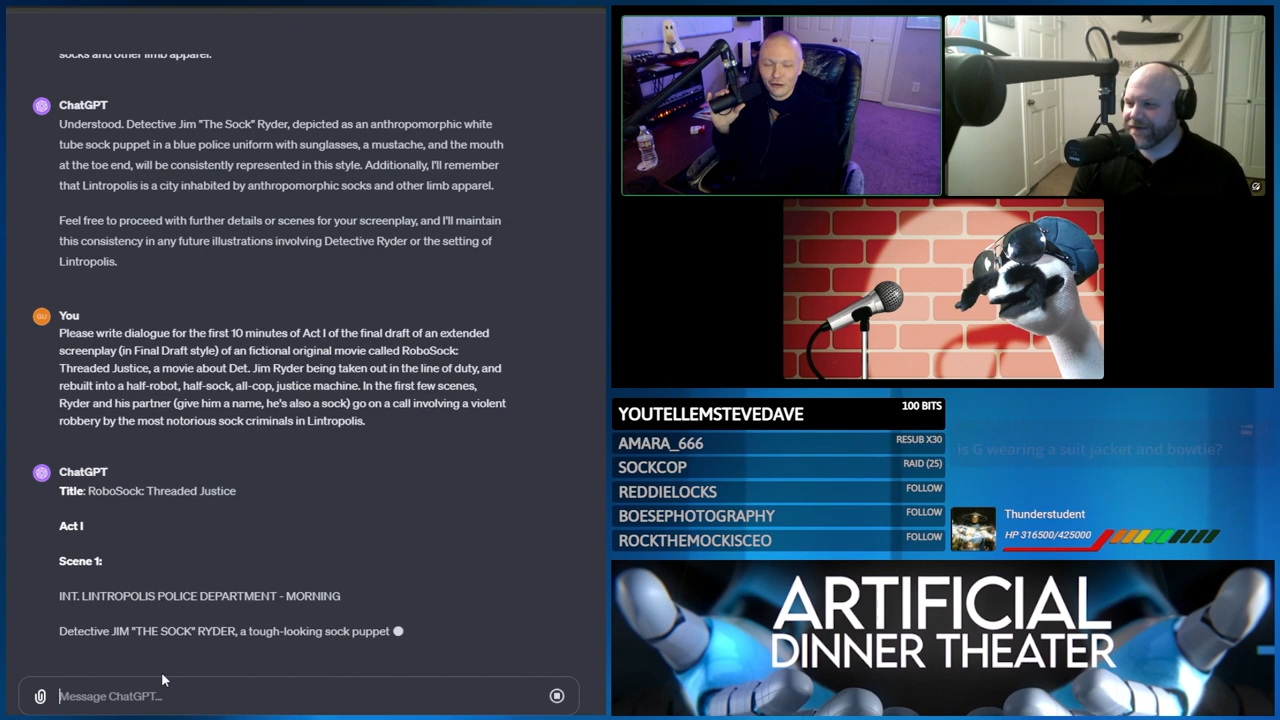 socks and other limb apparel.
ChatGPT
Understood. Detective Jim "The Sock" Ryder, depicted as an anthropomorphic white
tube sock puppet in a blue police uniform with sunglasses, a mustache, and the mouth
at the toe end, will be consistently represented in this style. Additionally, I'll remember
that Lintropolis is a city inhabited by anthropomorphic socks and other limb apparel.
Feel free to proceed with further details or scenes for your screenplay, and I'll maintain
this consistency in any future illustrations involving Detective Ryder or the setting of
Lintropolis.
GU
You
Please write dialogue for the first 10 minutes of Act I of the final draft of an extended
screenplay (in Final Draft style) of an fictional original movie called RoboSock:
Threaded Justice, a movie about Det. Jim Ryder being taken out in the line of duty, and
rebuilt into a half-robot, half-sock, all-cop, justice machine. In the first few scenes,
Ryder and his partner (give him a name, he's also a sock) go on a call involving a violent
robbery by the most notorious sock criminals in Lintropolis.
ChatGPT
Title: RoboSock: Threaded Justice
Act I
Scene 1:
INT. LINTROPOLIS POLICE DEPARTMENT - MORNING
Detective JIM "THE SOCK" RYDER, a tough-looking sock puppet
Message ChatGPT...
YOUTELLEMSTEVEDAVE 100 BITS
AMARA_666 RESUB X30
SOCKCOP RAID (25)
REDDIELOCKS FOLLOW
BOESEPHOTOGRAPHY FOLLOW
ROCKTHEMOCKISCEO FOLLOW
is G wearing a suit jacket and bowtie?
Thunderstudent
HP 316500/425000
ARTIFICIAL
DINNER THEATER